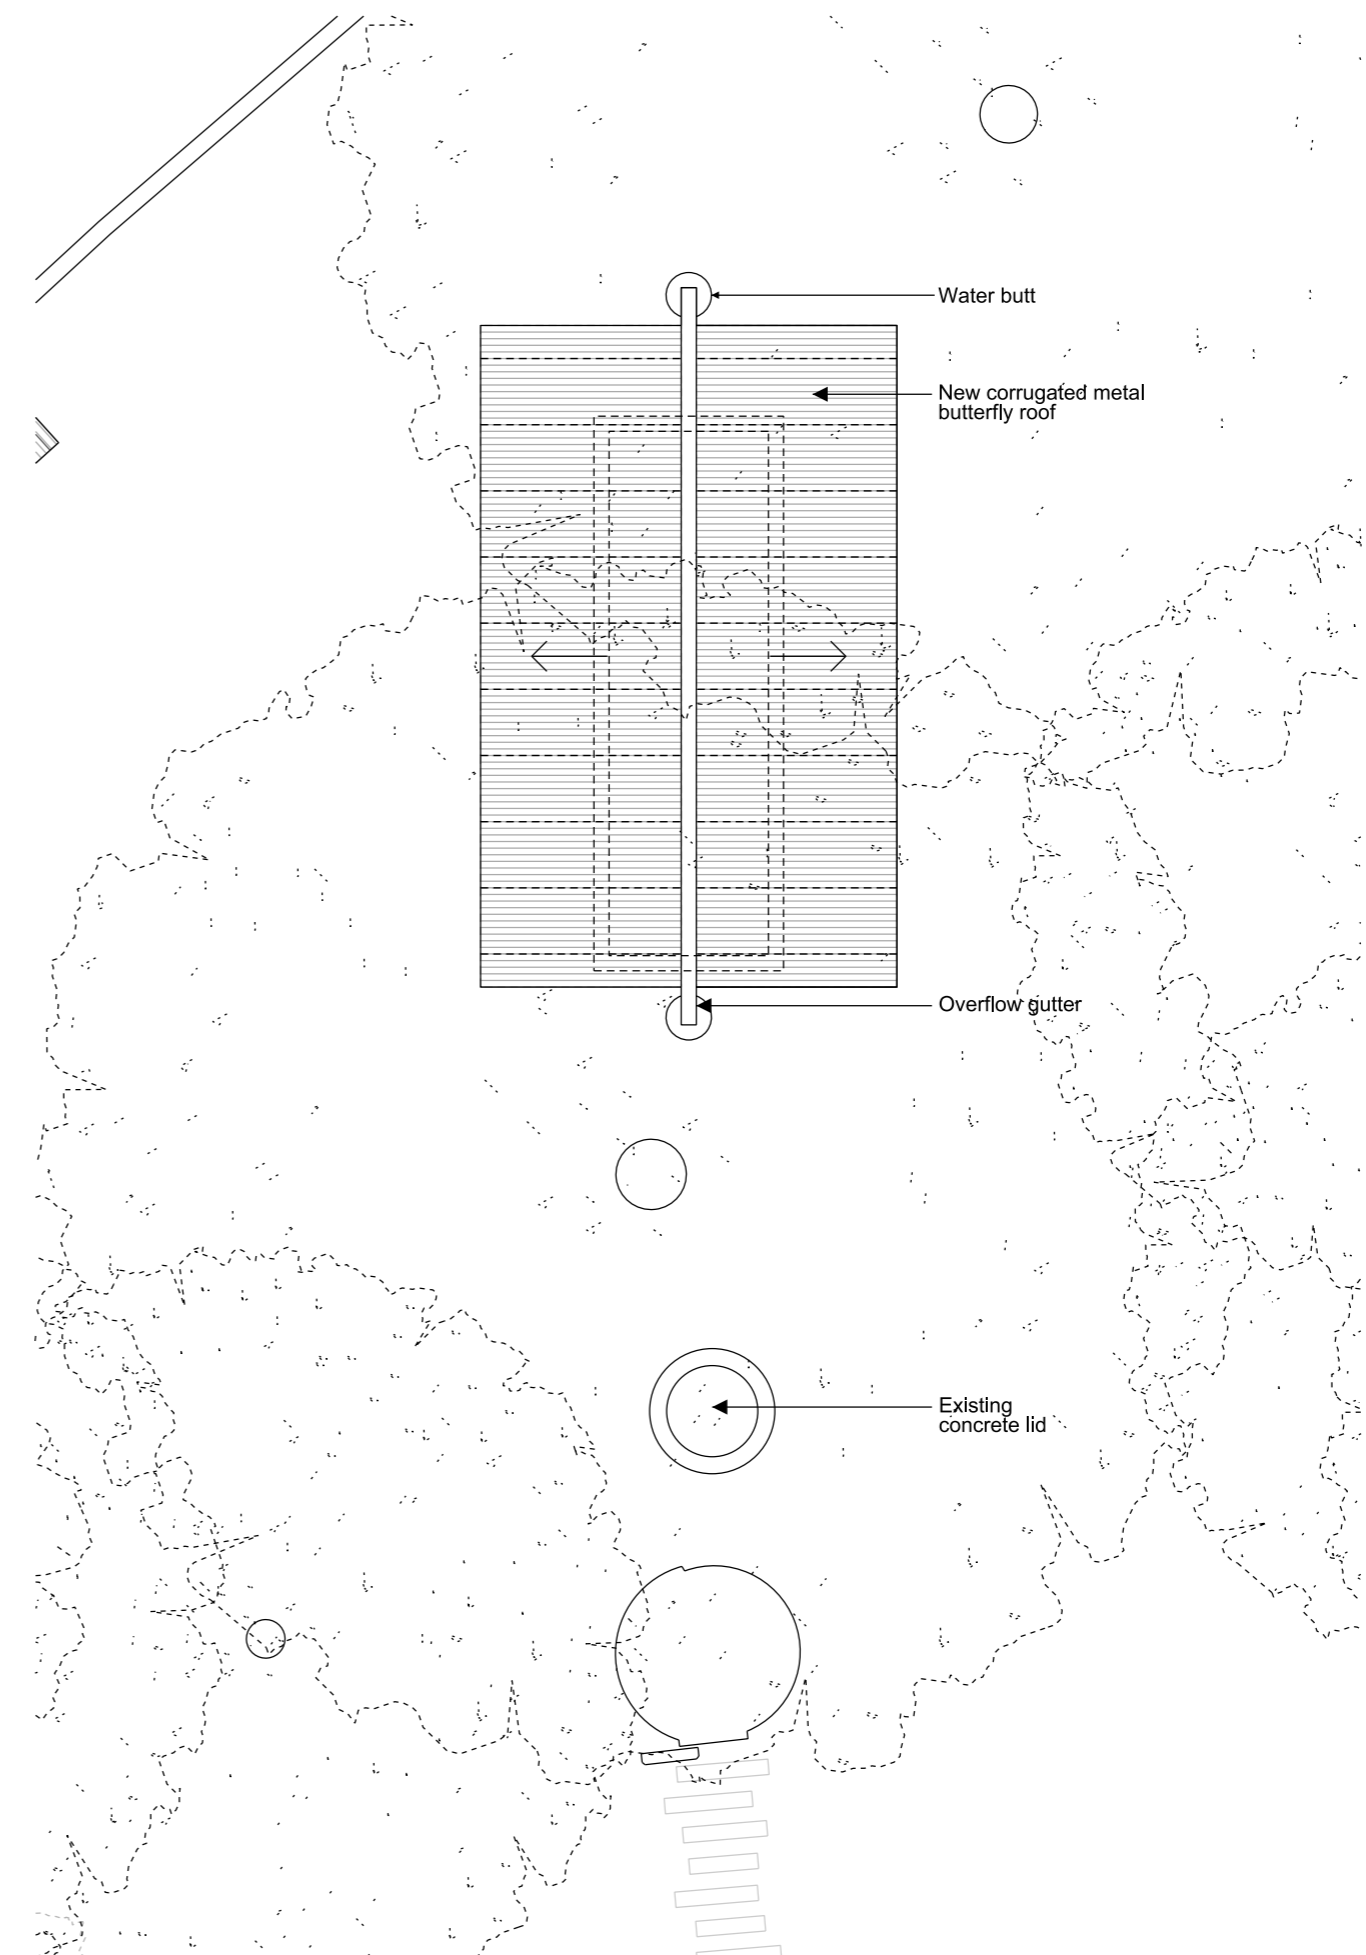 Water butt
New corrugated metal
butterfly roof
Overflow gutter
Existing
concrete lid